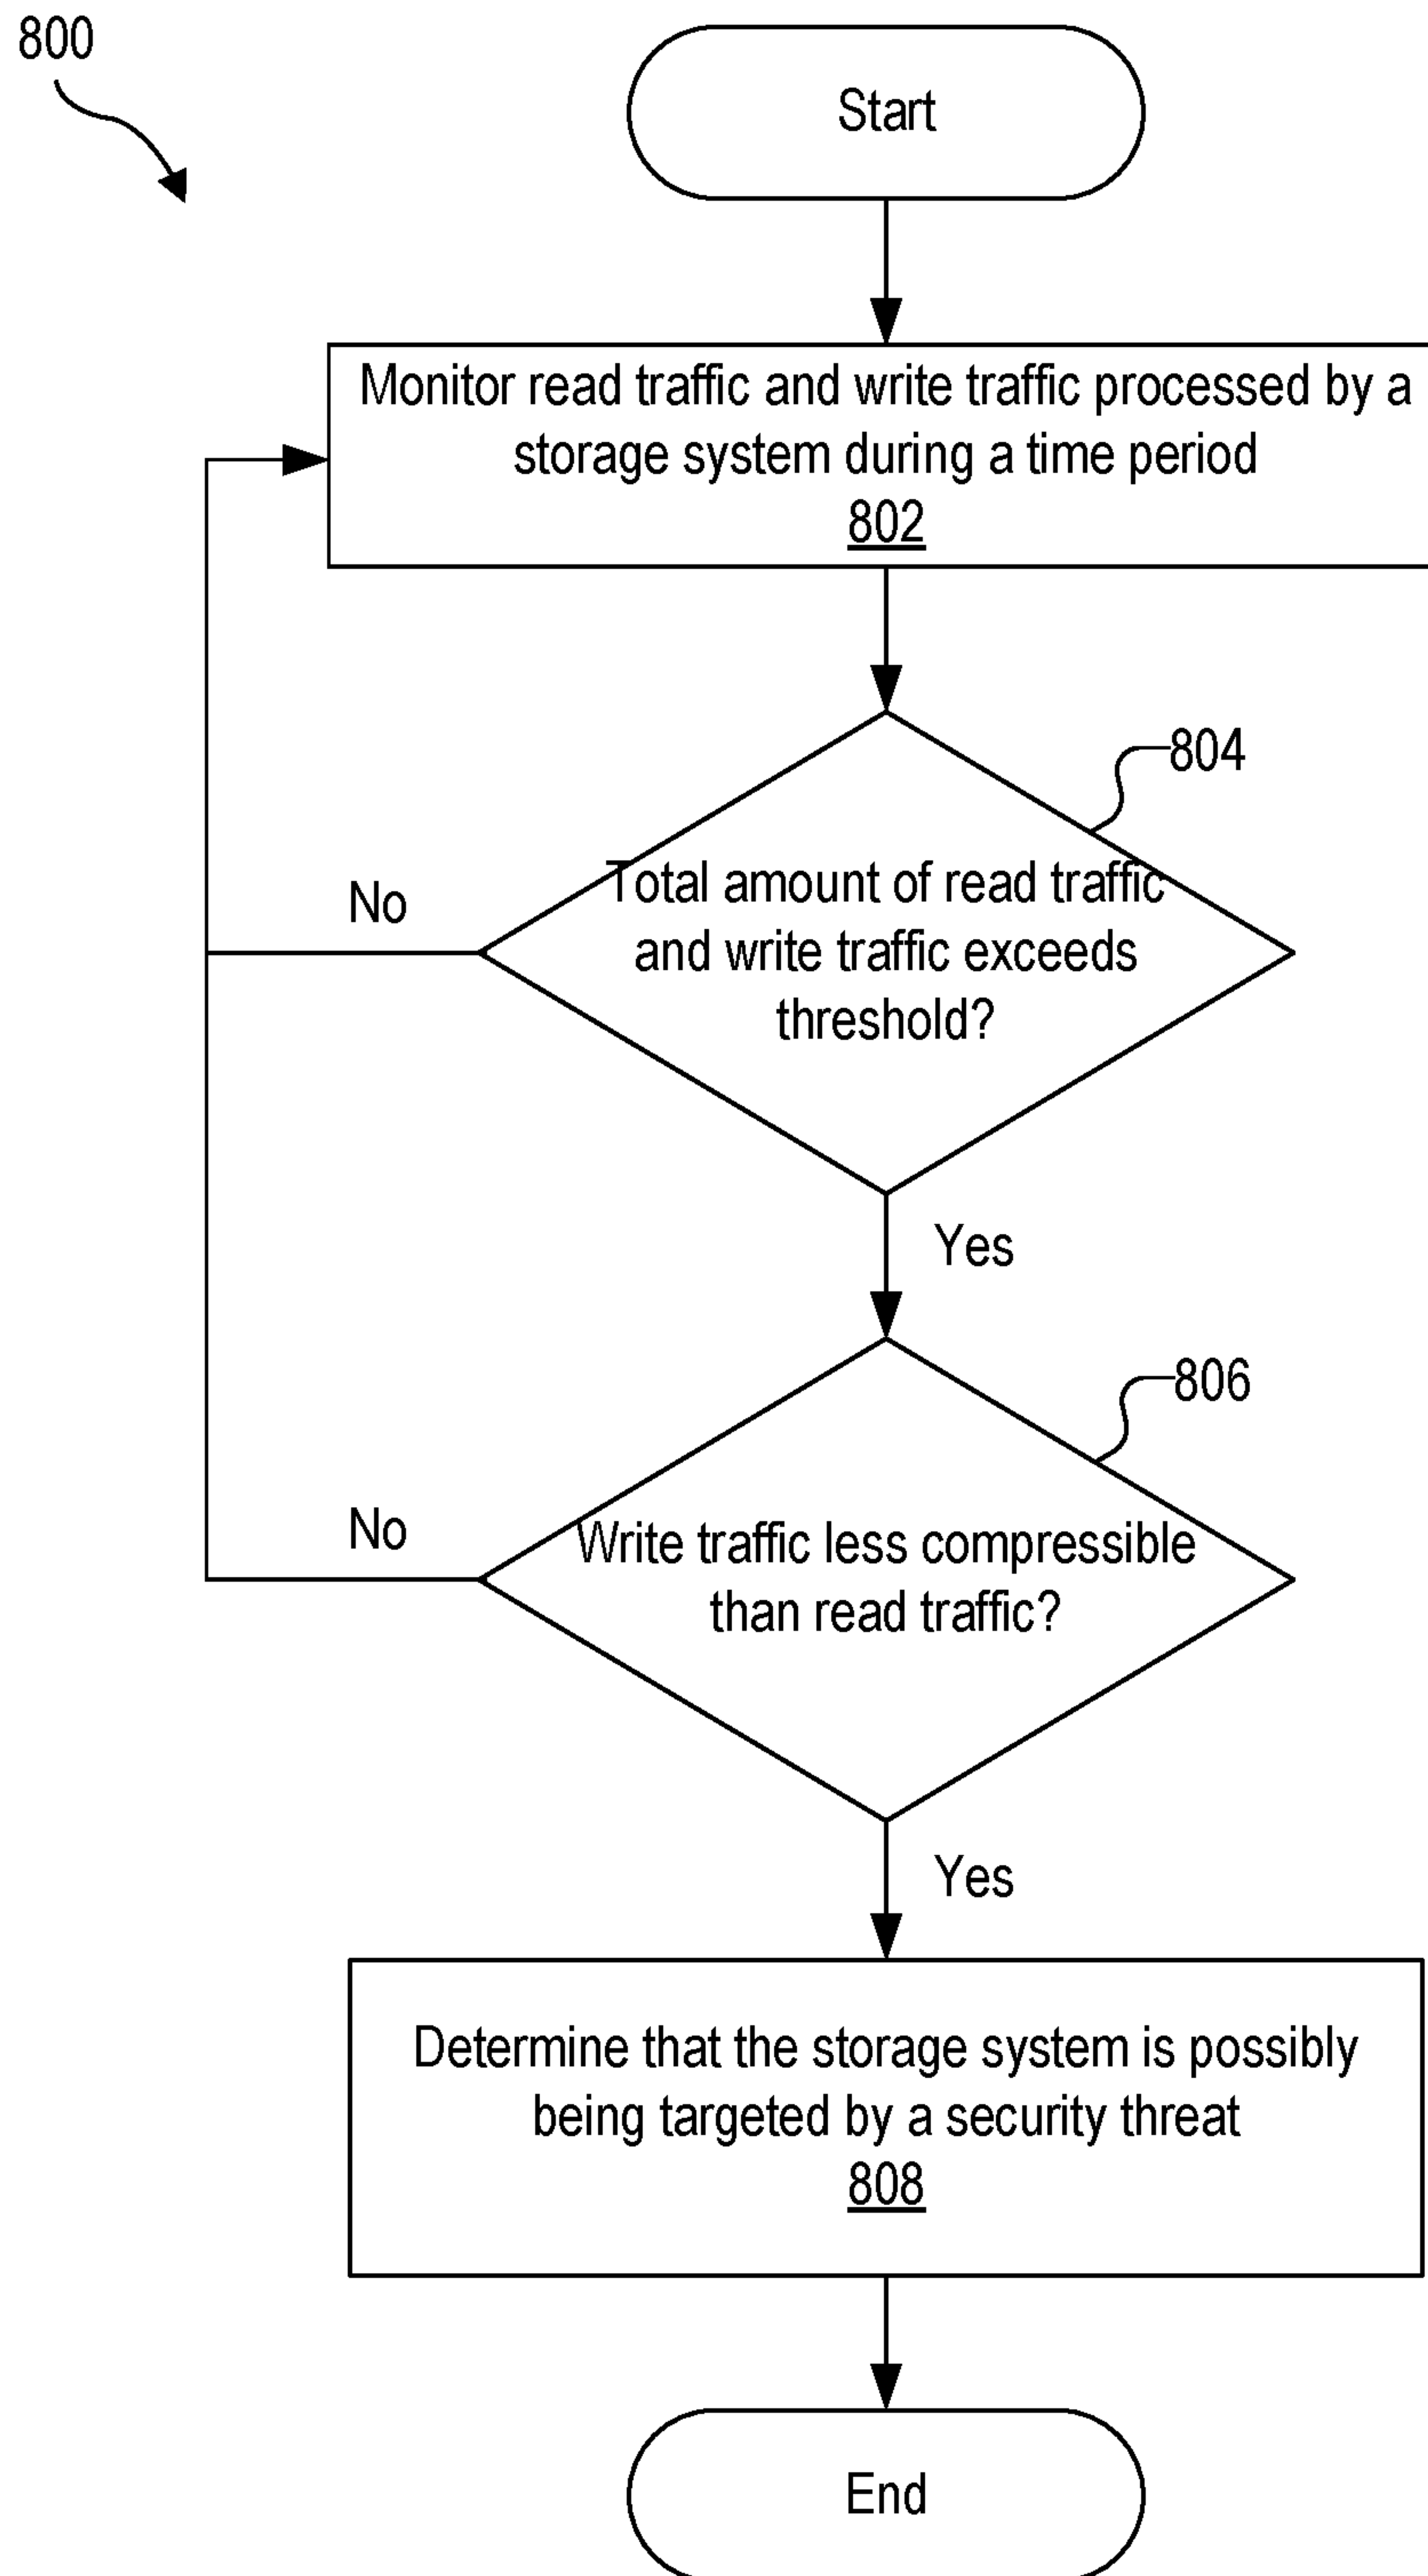 800
Start
Monitor read traffic and write traffic processed by a
storage system during a time period
802
804
Total amount of read traffic
and write traffic exceeds
threshold?
No
Yes
806
Write traffic less compressible
than read traffic?
No
Yes
Determine that the storage system is possibly
being targeted by a security threat
808
End